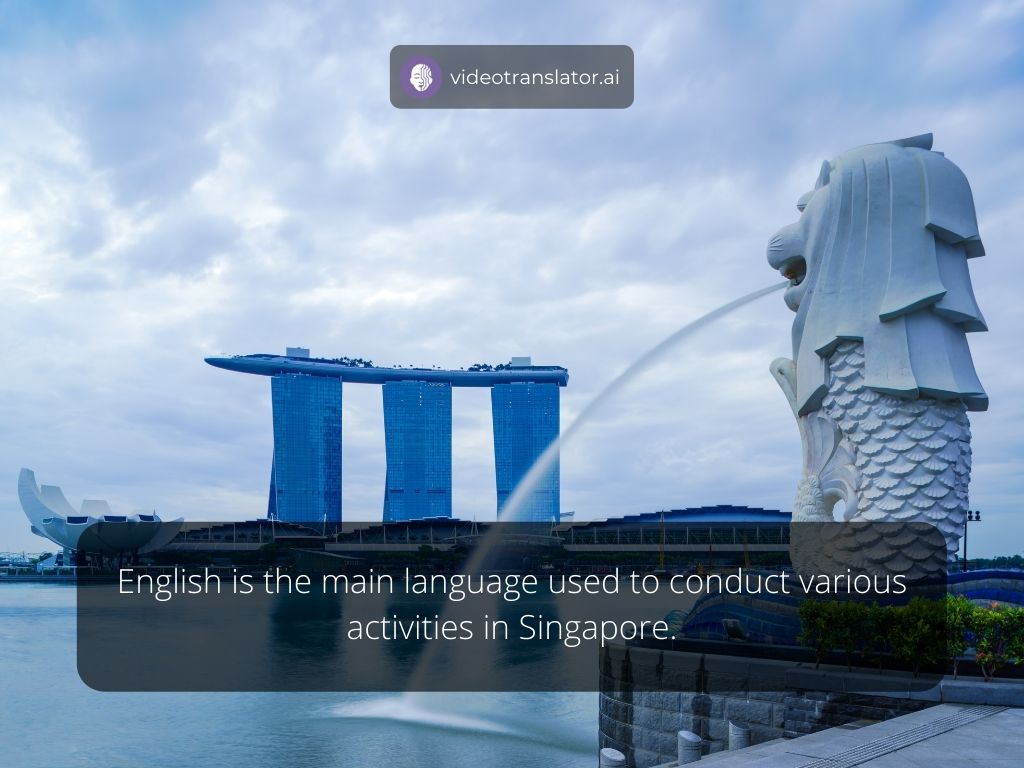 videotranslator.ai
English is the main language used to conduct various
activities in Singapore.